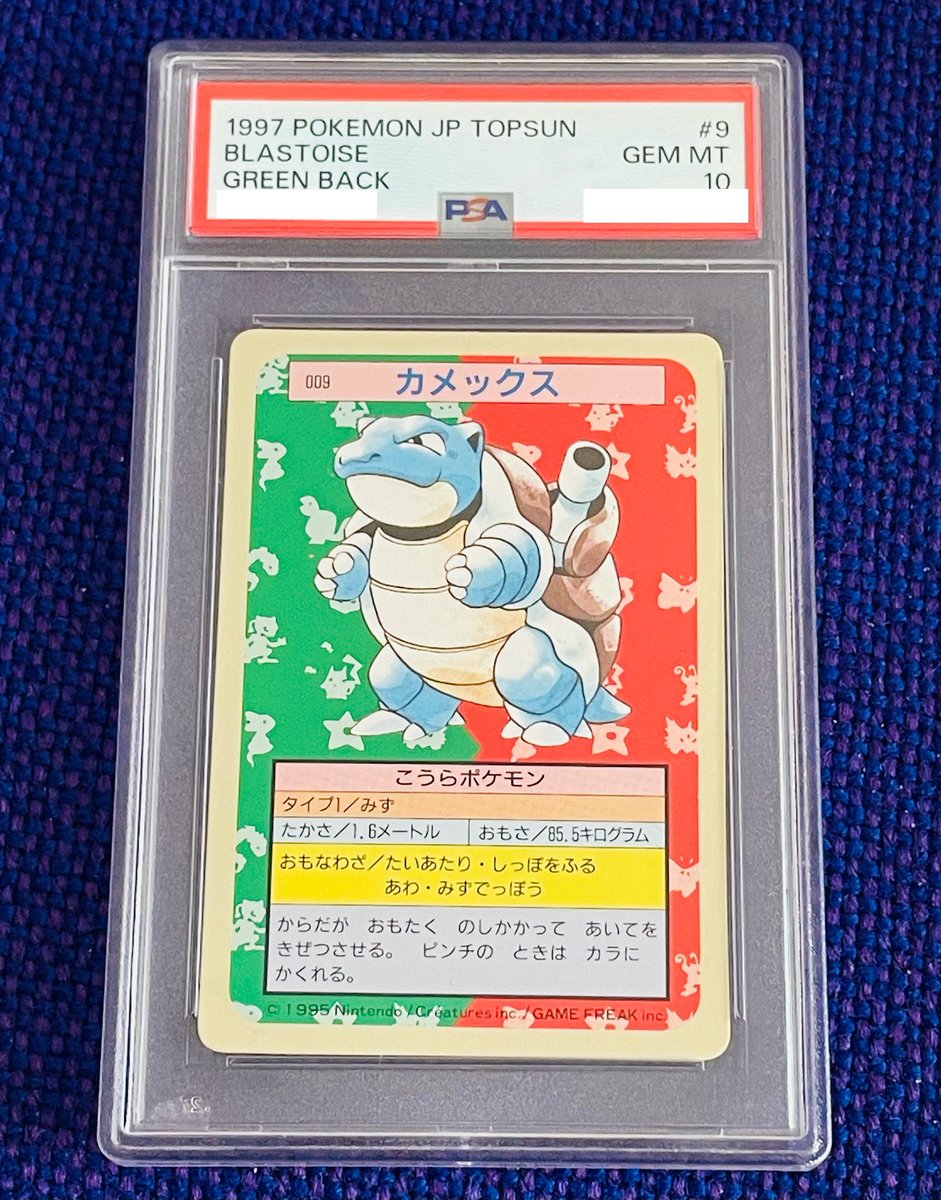 1997 POKEMON JP TOPSUN #9
BLASTOISE GEM MT
GREEN BACK 10
PSA
009 カメックス
こうらポケモン
タイプ1/みず
たかさ/1.6メートル おもさ/85.5キログラム
おもなわざ/たいあたり・しっぽをふる
あわ・みずでっぽう
からだが おもたく のしかかって あいてを
きぜつさせる。 ピンチの ときは カラに
かくれる。
© 1995 Nintendo/Creatures inc./GAME FREAK inc.